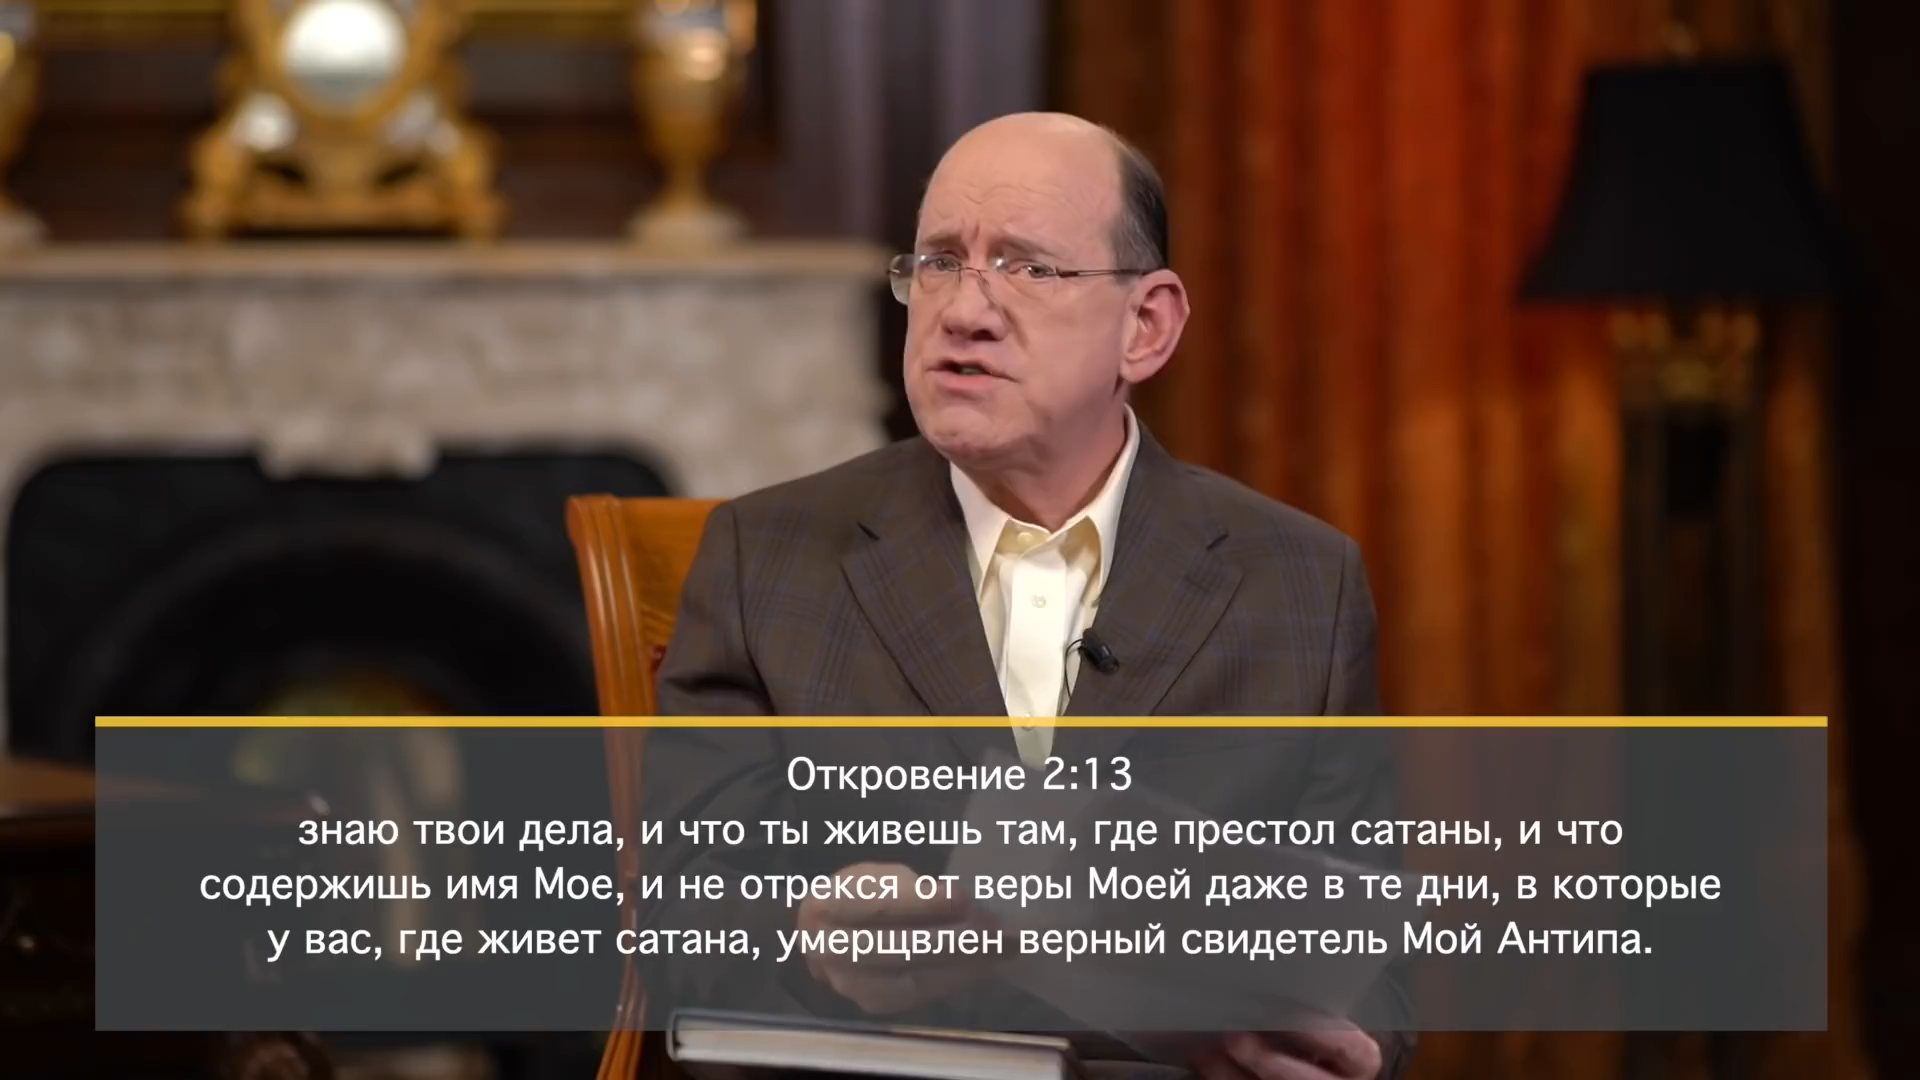 Откровение 2:13
знаю твои дела, и что ты живешь там, где престол сатаны, и что
содержишь имя Мое, и не отрекся от веры Моей даже в те дни, в которые
у вас, где живет сатана, умерщвлен верный свидетель Мой Антипа.